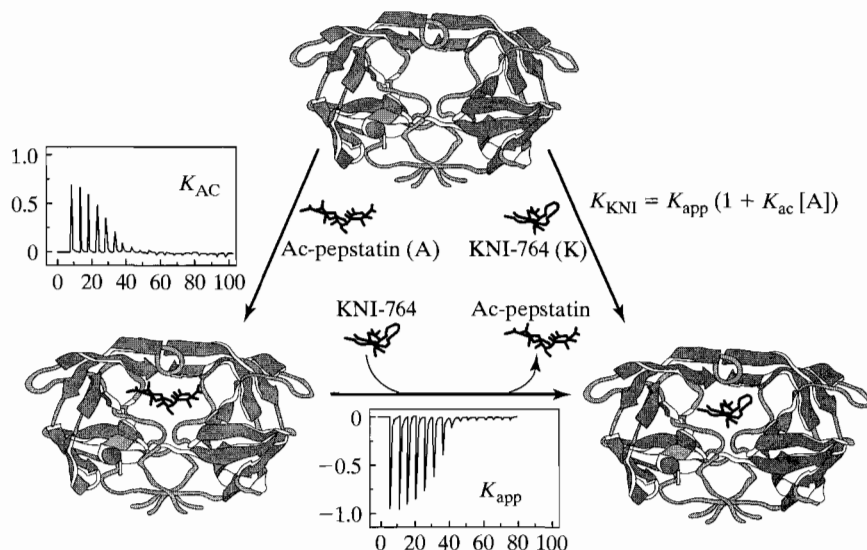 1.0
0.5
0
K_AC
0 20 40 60 80 100
Ac-pepstatin (A)
KNI-764 (K)
K_KNI = K_app (1 + K_ac [A])
KNI-764
Ac-pepstatin
0
−0.5
−1.0
K_app
0 20 40 60 80 100